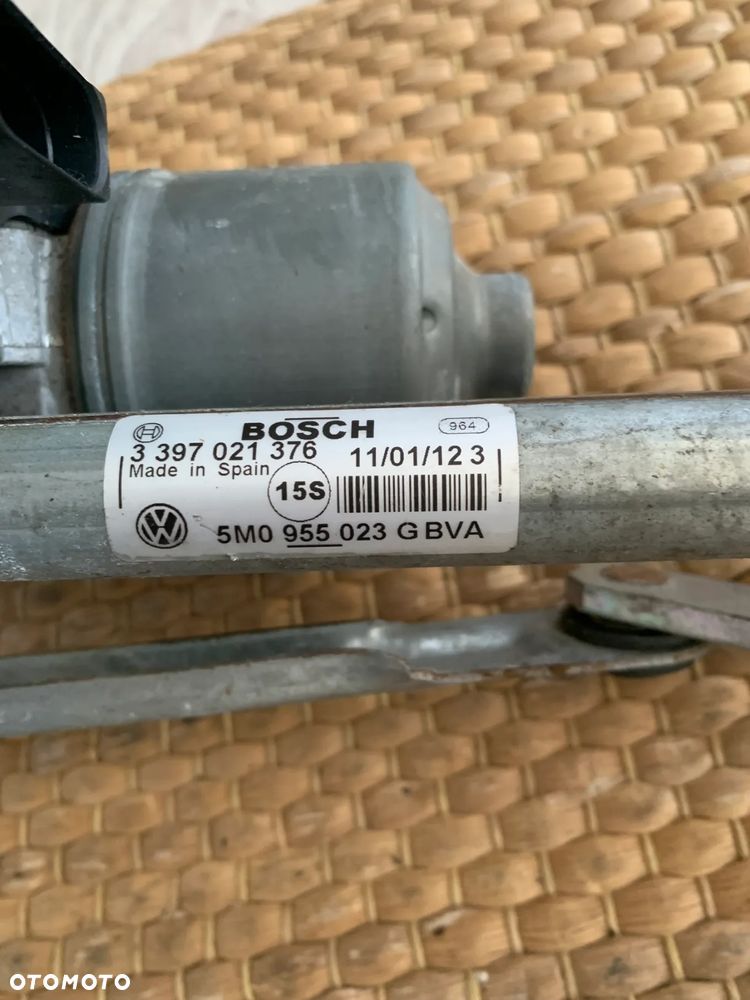 BOSCH
964
3 397 021 376
11/01/12 3
Made in Spain
15S
VW
5M0 955 023 G BVA
OTOMOTO